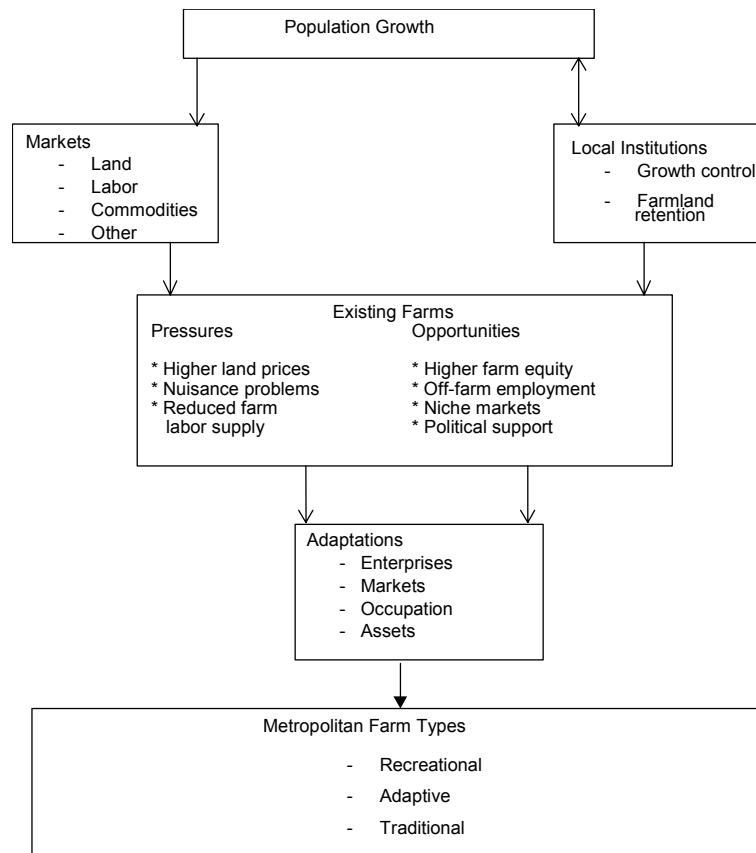 Population Growth
Markets
- Land
- Labor
- Commodities
- Other
Local Institutions
- Growth control
- Farmland
retention
Existing Farms
Pressures
* Higher land prices
* Nuisance problems
* Reduced farm
labor supply
Opportunities
* Higher farm equity
* Off-farm employment
* Niche markets
* Political support
Adaptations
- Enterprises
- Markets
- Occupation
- Assets
Metropolitan Farm Types
- Recreational
- Adaptive
- Traditional